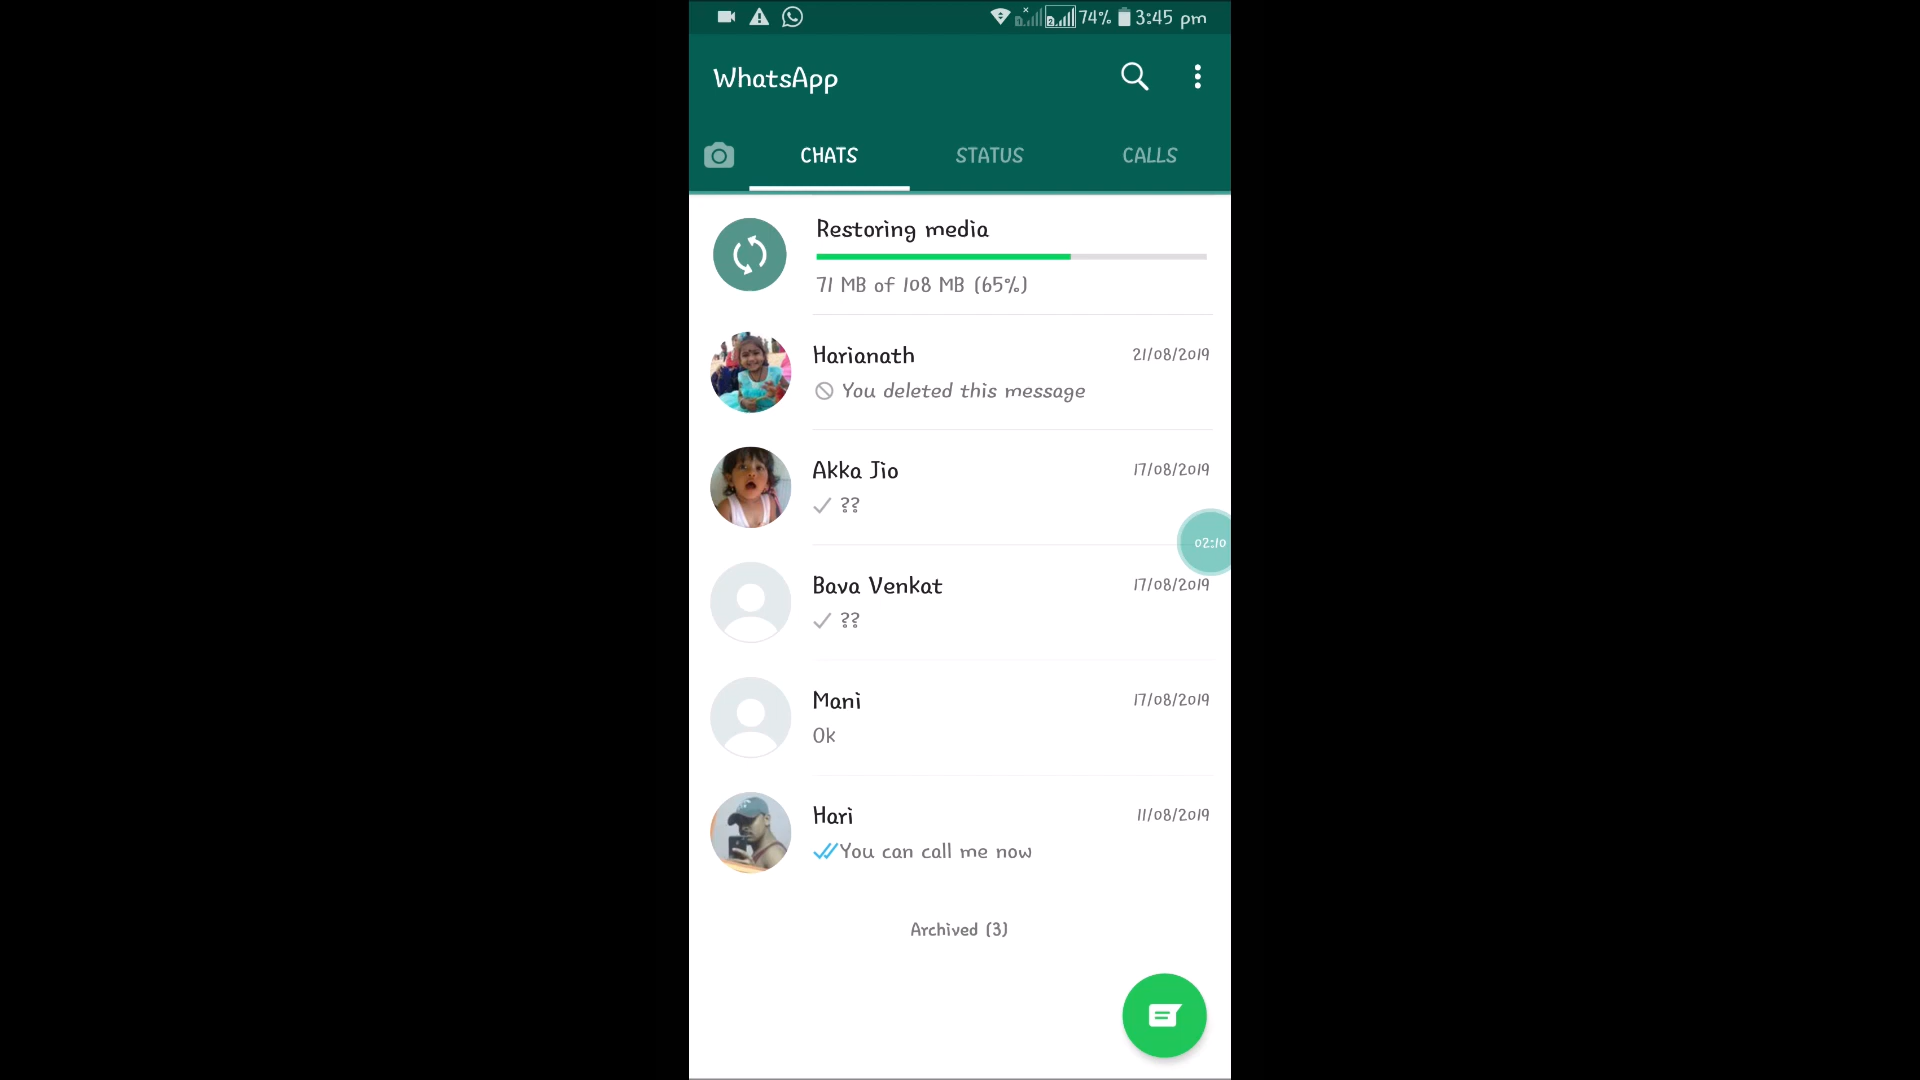 74% 3:45 pm
WhatsApp
CHATS STATUS CALLS
Restoring media
71 MB of 108 MB (65%)
Harianath 21/08/2019
You deleted this message
Akka Jio 17/08/2019
??
02:10
Bava Venkat 17/08/2019
??
Mani 17/08/2019
Ok
Hari 11/08/2019
You can call me now
Archived (3)